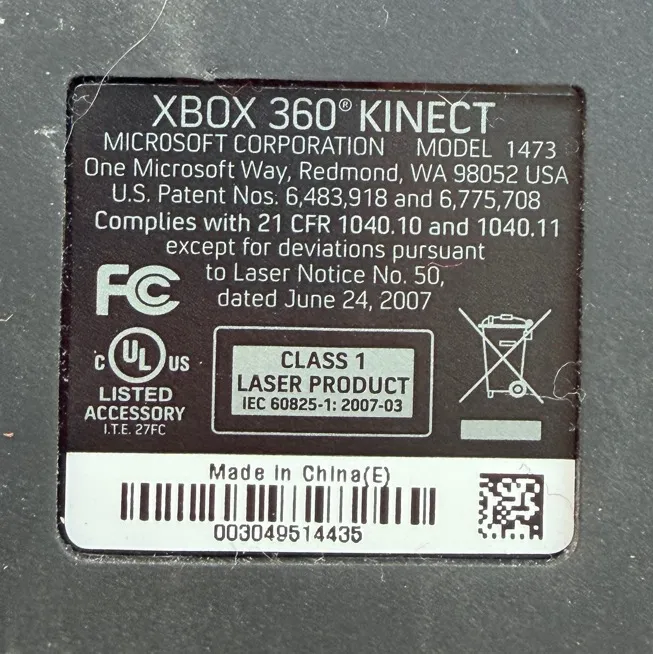 XBOX 360® KINECT
MICROSOFT CORPORATION MODEL 1473
One Microsoft Way, Redmond, WA 98052 USA
U.S. Patent Nos. 6,483,918 and 6,775,708
Complies with 21 CFR 1040.10 and 1040.11
except for deviations pursuant
to Laser Notice No. 50,
dated June 24, 2007
FC
C UL US
LISTED
ACCESSORY
I.T.E. 27FC
CLASS 1
LASER PRODUCT
IEC 60825-1: 2007-03
Made in China(E)
003049514435